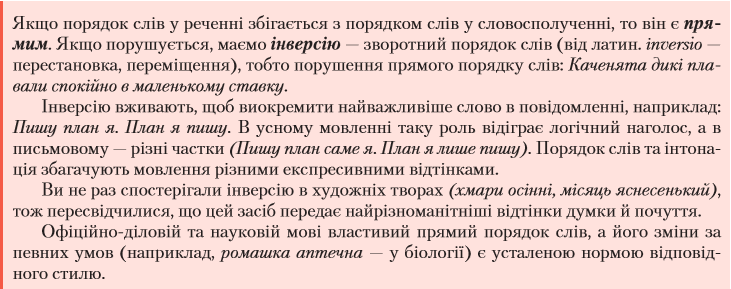 Якщо порядок слів у реченні збігається з порядком слів у словосполученні, то він є пря-
мим. Якщо порушується, маємо інверсію — зворотний порядок слів (від латин. inversio —
перестановка, переміщення), тобто порушення прямого порядку слів: Каченята дикі пла-
вали спокійно в маленькому ставку.
Інверсію вживають, щоб виокремити найважливіше слово в повідомленні, наприклад:
Пишу план я. План я пишу. В усному мовленні таку роль відіграє логічний наголос, а в
письмовому — різні частки (Пишу план саме я. План я лише пишу). Порядок слів та інтона-
ція збагачують мовлення різними експресивними відтінками.
Ви не раз спостерігали інверсію в художніх творах (хмари осінні, місяць яснесенький),
тож пересвідчилися, що цей засіб передає найрізноманітніші відтінки думки й почуття.
Офіційно-діловій та науковій мові властивий прямий порядок слів, а його зміни за
певних умов (наприклад, ромашка аптечна — у біології) є усталеною нормою відповід-
ного стилю.